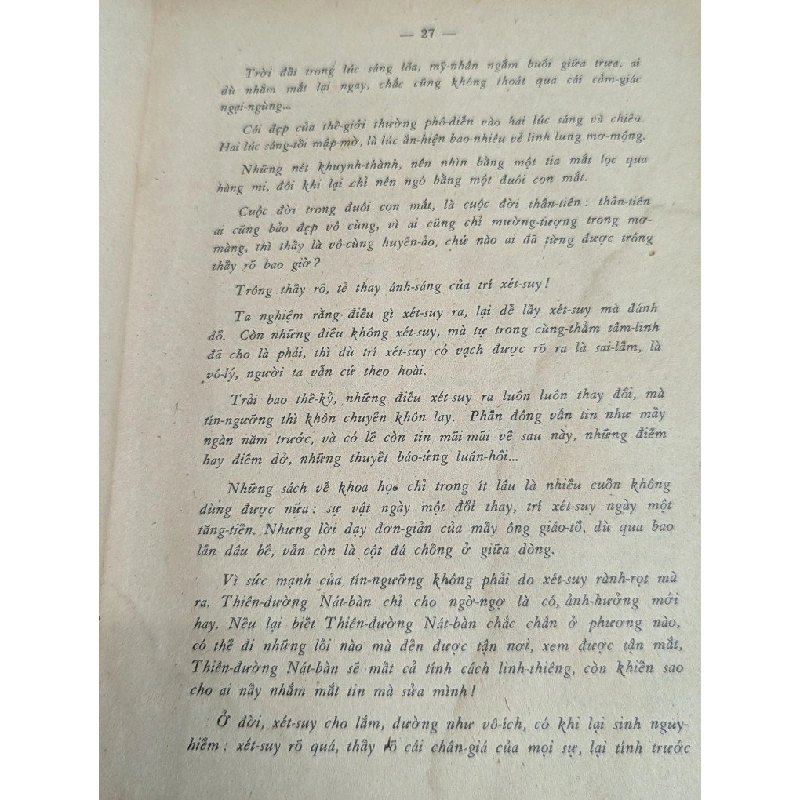 — 27 —
Trời đất trong lúc sáng lóa, mỹ-nhân ngắm buổi giữa trưa, ai
dù nhắm mắt lại ngay, chắc cũng không thoát qua cái cảm-giác
ngại-ngùng...
Cái đẹp của thế-giới thường phô-diễn vào hai lúc sáng và chiều.
Hai lúc sáng-tối mập-mờ, là lúc ẩn-hiện bao-nhiêu vẻ linh lung mơ-mộng.
Những nét khuynh-thành, nên nhìn bằng một tia mắt lọc qua
hàng mi, đôi khi lại chỉ nên ngó bằng một đuôi con mắt.
Cuộc đời trong đuôi con mắt, là cuộc đời thần-tiên : thần-tiên
ai cũng bảo đẹp vô cùng, vì ai cũng chỉ mường-tượng trong mơ-
màng, thì thấy là vô-cùng huyền-ảo, chứ nào ai đã từng được trông
thấy rõ bao giờ ?
Trông thấy rõ, tẻ thay ánh-sáng của trí xét-suy !
Ta nghiệm rằng điều gì xét-suy ra, lại dễ lấy xét-suy mà đánh
đổ. Còn những điều không xét-suy, mà tự trong cùng-thẳm tâm-linh
đã cho là phải, thì dù trí xét-suy có vạch được rõ ra là sai-lầm, là
vô-lý, người ta vẫn cứ theo hoài.
Trải bao thế-kỷ, những điều xét-suy ra luôn luôn thay đổi, mà
tín-ngưỡng thì khôn chuyển khôn lay. Phần đông vẫn tin như mấy
ngàn năm trước, và có lẽ còn tin mãi mãi về sau này, những điềm
hay điềm dở, những thuyết báo-ứng luân-hồi...
Những sách về khoa học chỉ trong ít lâu là nhiều cuốn không
dùng được nữa : sự vật ngày một đổi thay, trí xét-suy ngày một
tăng-tiến. Nhưng lời dạy đơn-giản của mấy ông giáo-tổ, dù qua bao
lần dâu bể, vẫn còn là cột đá chống ở giữa dòng.
Vì sức mạnh của tín-ngưỡng không phải do xét-suy rành-rọt mà
ra. Thiên-đường Nát-bàn chỉ cho ngờ-ngợ là có, ảnh-hưởng mới
hay. Nếu lại biết Thiên-đường Nát-bàn chắc chắn ở phương nào,
có thể đi những lối nào mà đến được tận nơi, xem được tận mắt,
Thiên-đường Nát-bàn sẽ mất cả tính cách linh-thiêng, còn khiến sao
cho ai nấy nhắm mắt tin mà sửa mình !
Ở đời, xét-suy cho lắm, dường như vô-ích, có khi lại sinh nguy-
hiểm : xét-suy rõ quá, thấy rõ cái chân-giá của mọi sự, lại tính trước